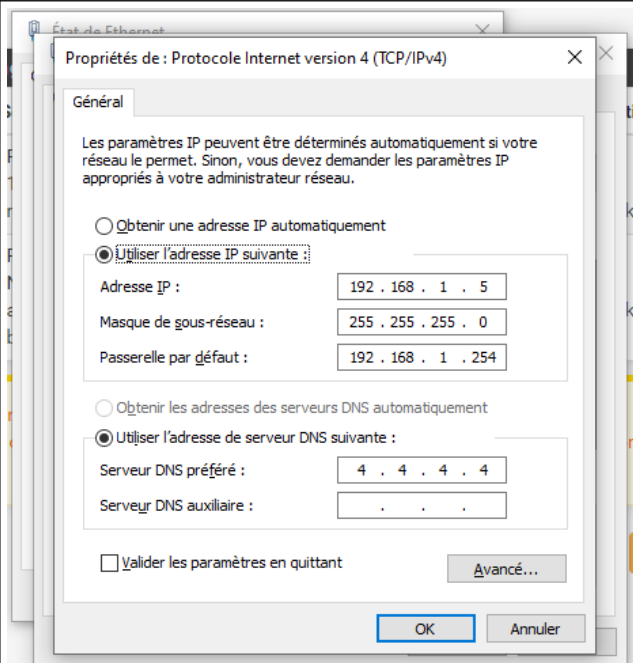 État de Ethernet
Propriétés de : Protocole Internet version 4 (TCP/IPv4)
Général
Les paramètres IP peuvent être déterminés automatiquement si votre
réseau le permet. Sinon, vous devez demander les paramètres IP
appropriés à votre administrateur réseau.
Obtenir une adresse IP automatiquement
Utiliser l'adresse IP suivante :
Adresse IP :
192 . 168 . 1 . 5
Masque de sous-réseau :
255 . 255 . 255 . 0
Passerelle par défaut :
192 . 168 . 1 . 254
Obtenir les adresses des serveurs DNS automatiquement
Utiliser l'adresse de serveur DNS suivante :
Serveur DNS préféré :
4 . 4 . 4 . 4
Serveur DNS auxiliaire :
. . .
Valider les paramètres en quittant
Avancé...
OK
Annuler